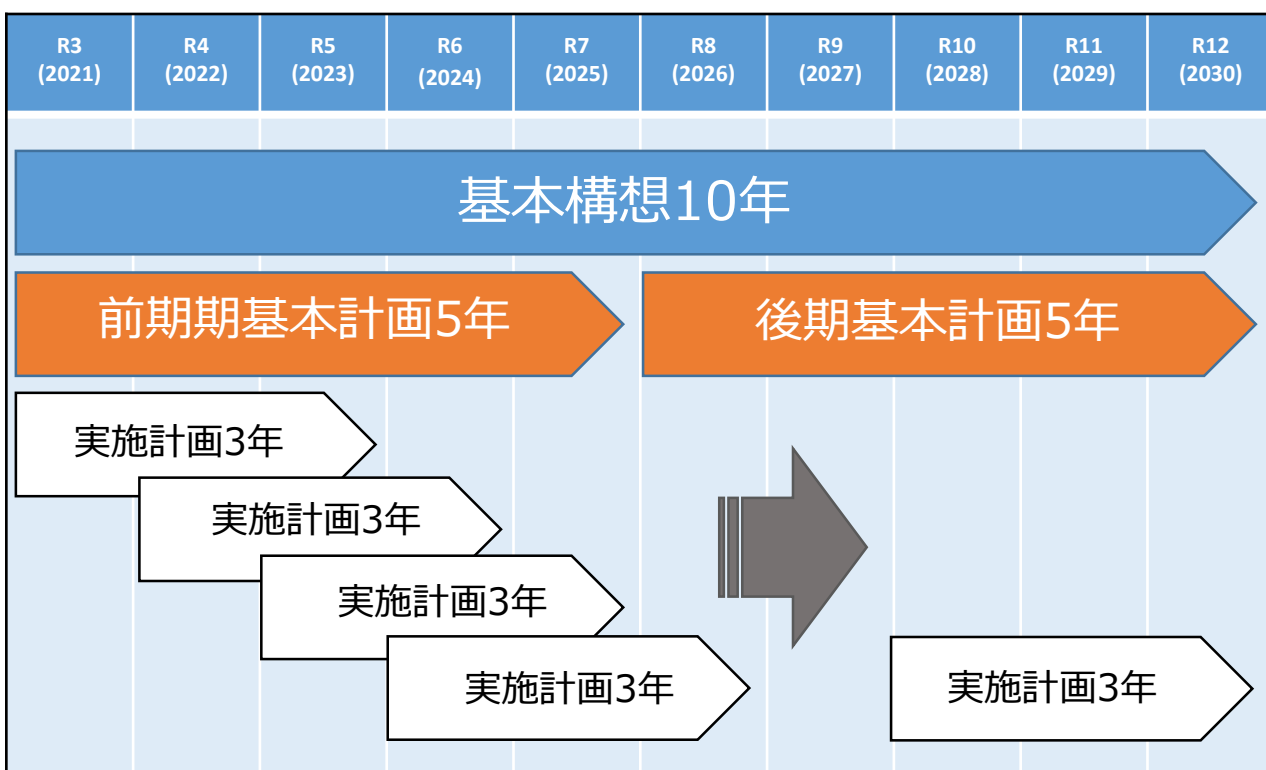 R3
(2021)
R4
(2022)
R5
(2023)
R6
(2024)
R7
(2025)
R8
(2026)
R9
(2027)
R10
(2028)
R11
(2029)
R12
(2030)
基本構想10年
前期期基本計画5年
後期基本計画5年
実施計画3年
実施計画3年
実施計画3年
実施計画3年
実施計画3年